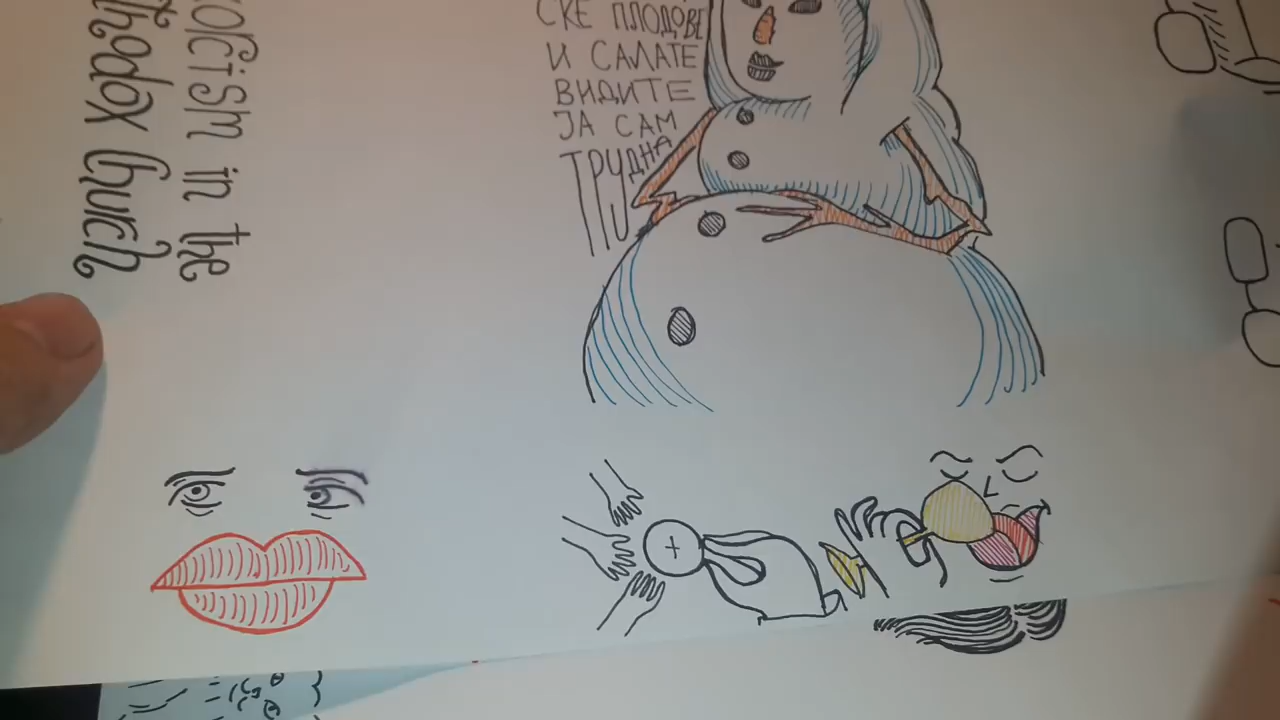 orcism in the
thodox Church
СКЕ ПЛОДОВЕ
И САЛАТЕ
ВИДИТЕ
ЈА САМ
ТРУДНА